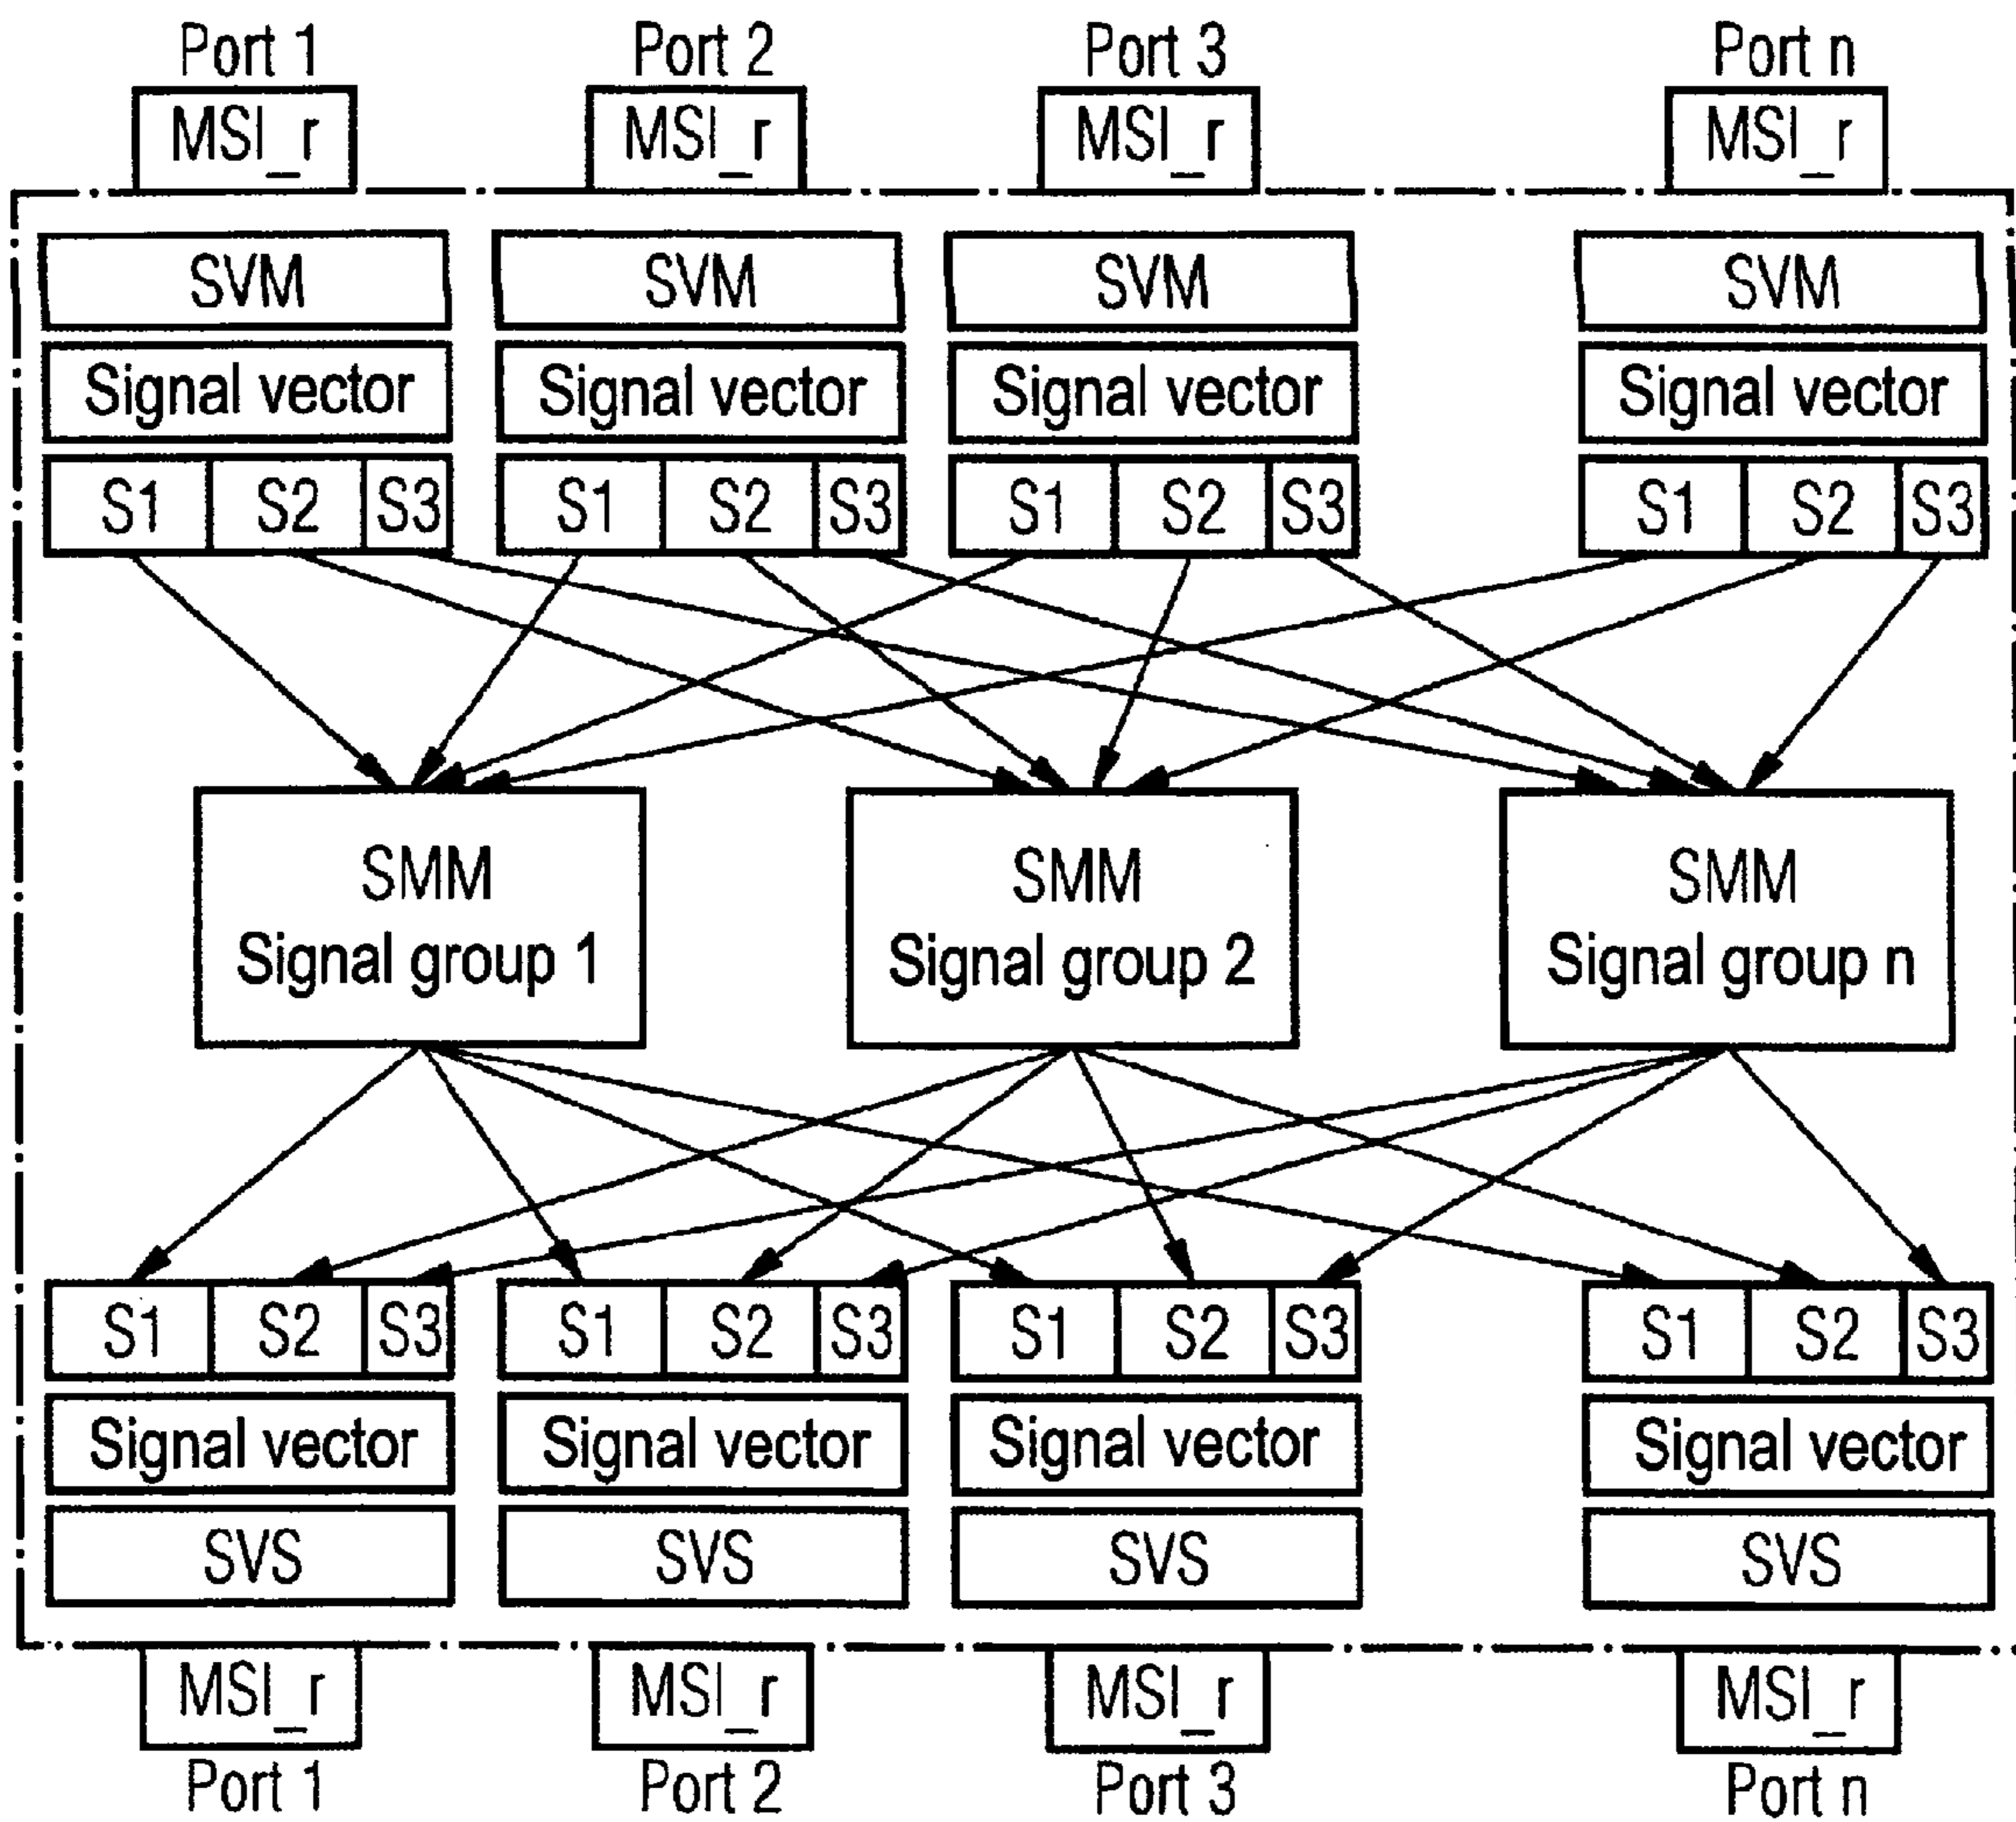 Port 1 Port 2 Port 3 Port n
MSI_r MSI_r MSI_r MSI_r
SVM SVM SVM SVM
Signal vector Signal vector Signal vector Signal vector
S1 S2 S3 S1 S2 S3 S1 S2 S3 S1 S2 S3
SMM SMM SMM
Signal group 1 Signal group 2 Signal group n
S1 S2 S3 S1 S2 S3 S1 S2 S3 S1 S2 S3
Signal vector Signal vector Signal vector Signal vector
SVS SVS SVS SVS
MSI_r MSI_r MSI_r MSI_r
Port 1 Port 2 Port 3 Port n